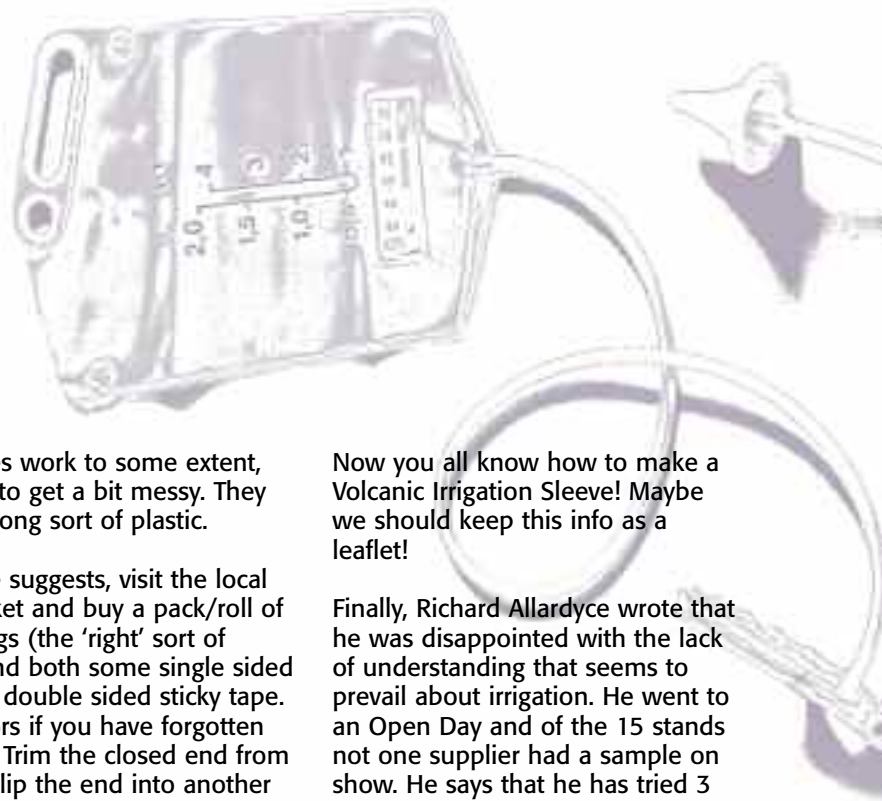 2,0 4
1,5 3
1,0 2
es work to some extent,
to get a bit messy. They
ong sort of plastic.
suggests, visit the local
ket and buy a pack/roll of
gs (the ‘right’ sort of
nd both some single sided
double sided sticky tape.
ors if you have forgotten
Trim the closed end from
lip the end into another
Now you all know how to make a
Volcanic Irrigation Sleeve! Maybe
we should keep this info as a
leaflet!
Finally, Richard Allardyce wrote that
he was disappointed with the lack
of understanding that seems to
prevail about irrigation. He went to
an Open Day and of the 15 stands
not one supplier had a sample on
show. He says that he has tried 3